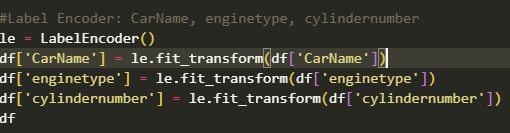 #Label Encoder: CarName, enginetype, cylindernumber
le = LabelEncoder()
df['CarName'] = le.fit_transform(df['CarName'])
df['enginetype'] = le.fit_transform(df['enginetype'])
df['cylindernumber'] = le.fit_transform(df['cylindernumber'])
df